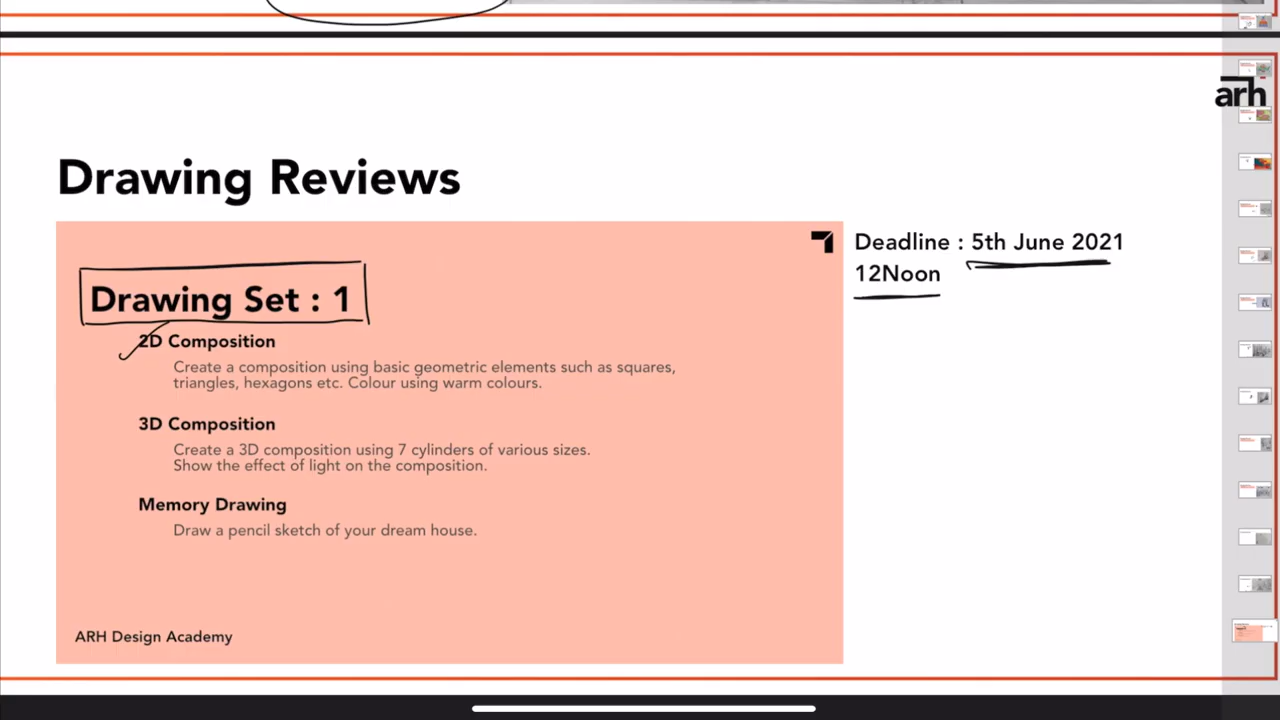 arh
Drawing Reviews
Deadline : 5th June 2021
12Noon
Drawing Set : 1
2D Composition
Create a composition using basic geometric elements such as squares,
triangles, hexagons etc. Colour using warm colours.
3D Composition
Create a 3D composition using 7 cylinders of various sizes.
Show the effect of light on the composition.
Memory Drawing
Draw a pencil sketch of your dream house.
ARH Design Academy